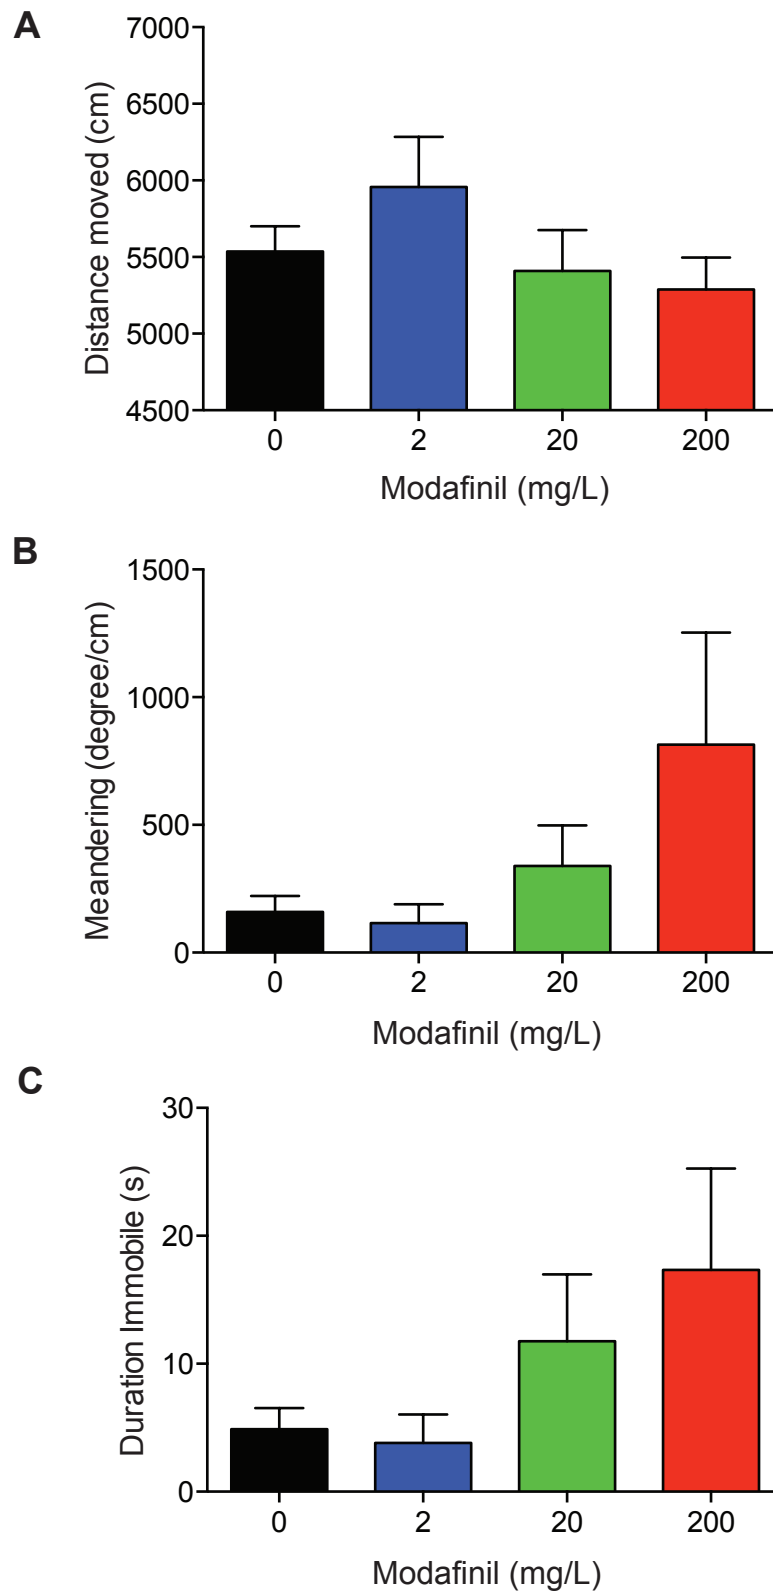 A
Distance moved (cm)
7000
6500
6000
5500
5000
4500
0 2 20 200
Modafinil (mg/L)
B
Meandering (degree/cm)
1500
1000
500
0
0 2 20 200
Modafinil (mg/L)
C
Duration Immobile (s)
30
20
10
0
0 2 20 200
Modafinil (mg/L)